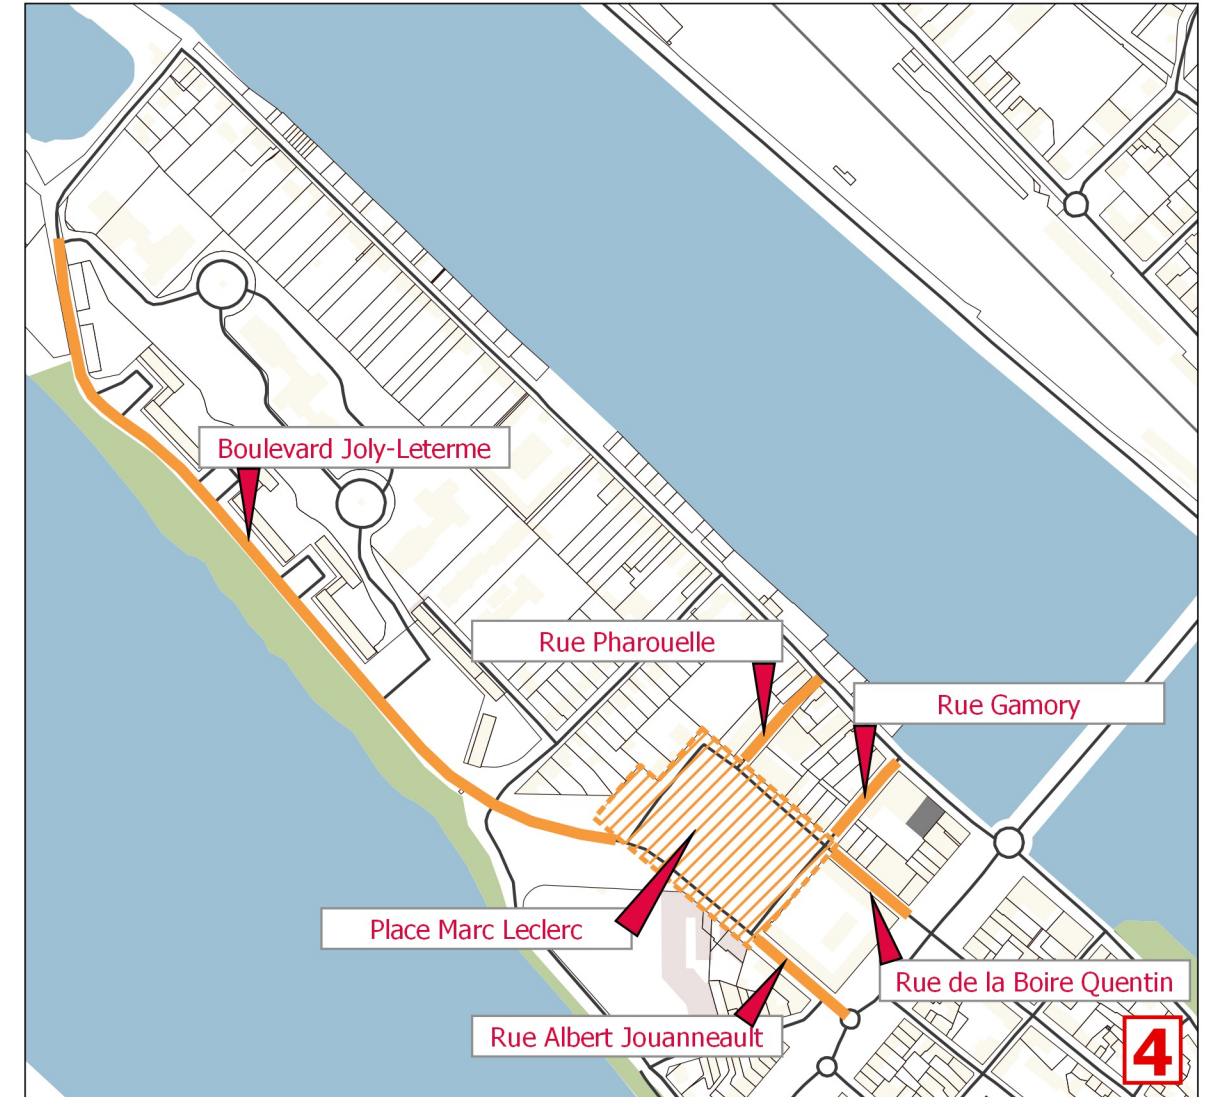 Boulevard Joly-Leterme
Rue Pharouelle
Rue Gamory
Place Marc Leclerc
Rue de la Boire Quentin
Rue Albert Jouanneault
4